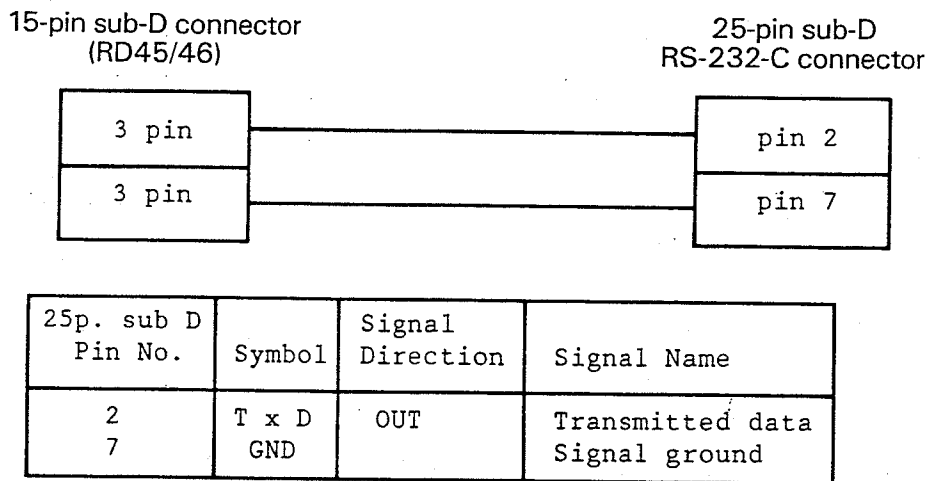 15-pin sub-D connector
(RD45/46)
25-pin sub-D
RS-232-C connector
3 pin
pin 2
3 pin
pin 7
25p. sub D
Pin No.
Symbol
Signal
Direction
Signal Name
2 T x D OUT Transmitted data
7 GND Signal ground